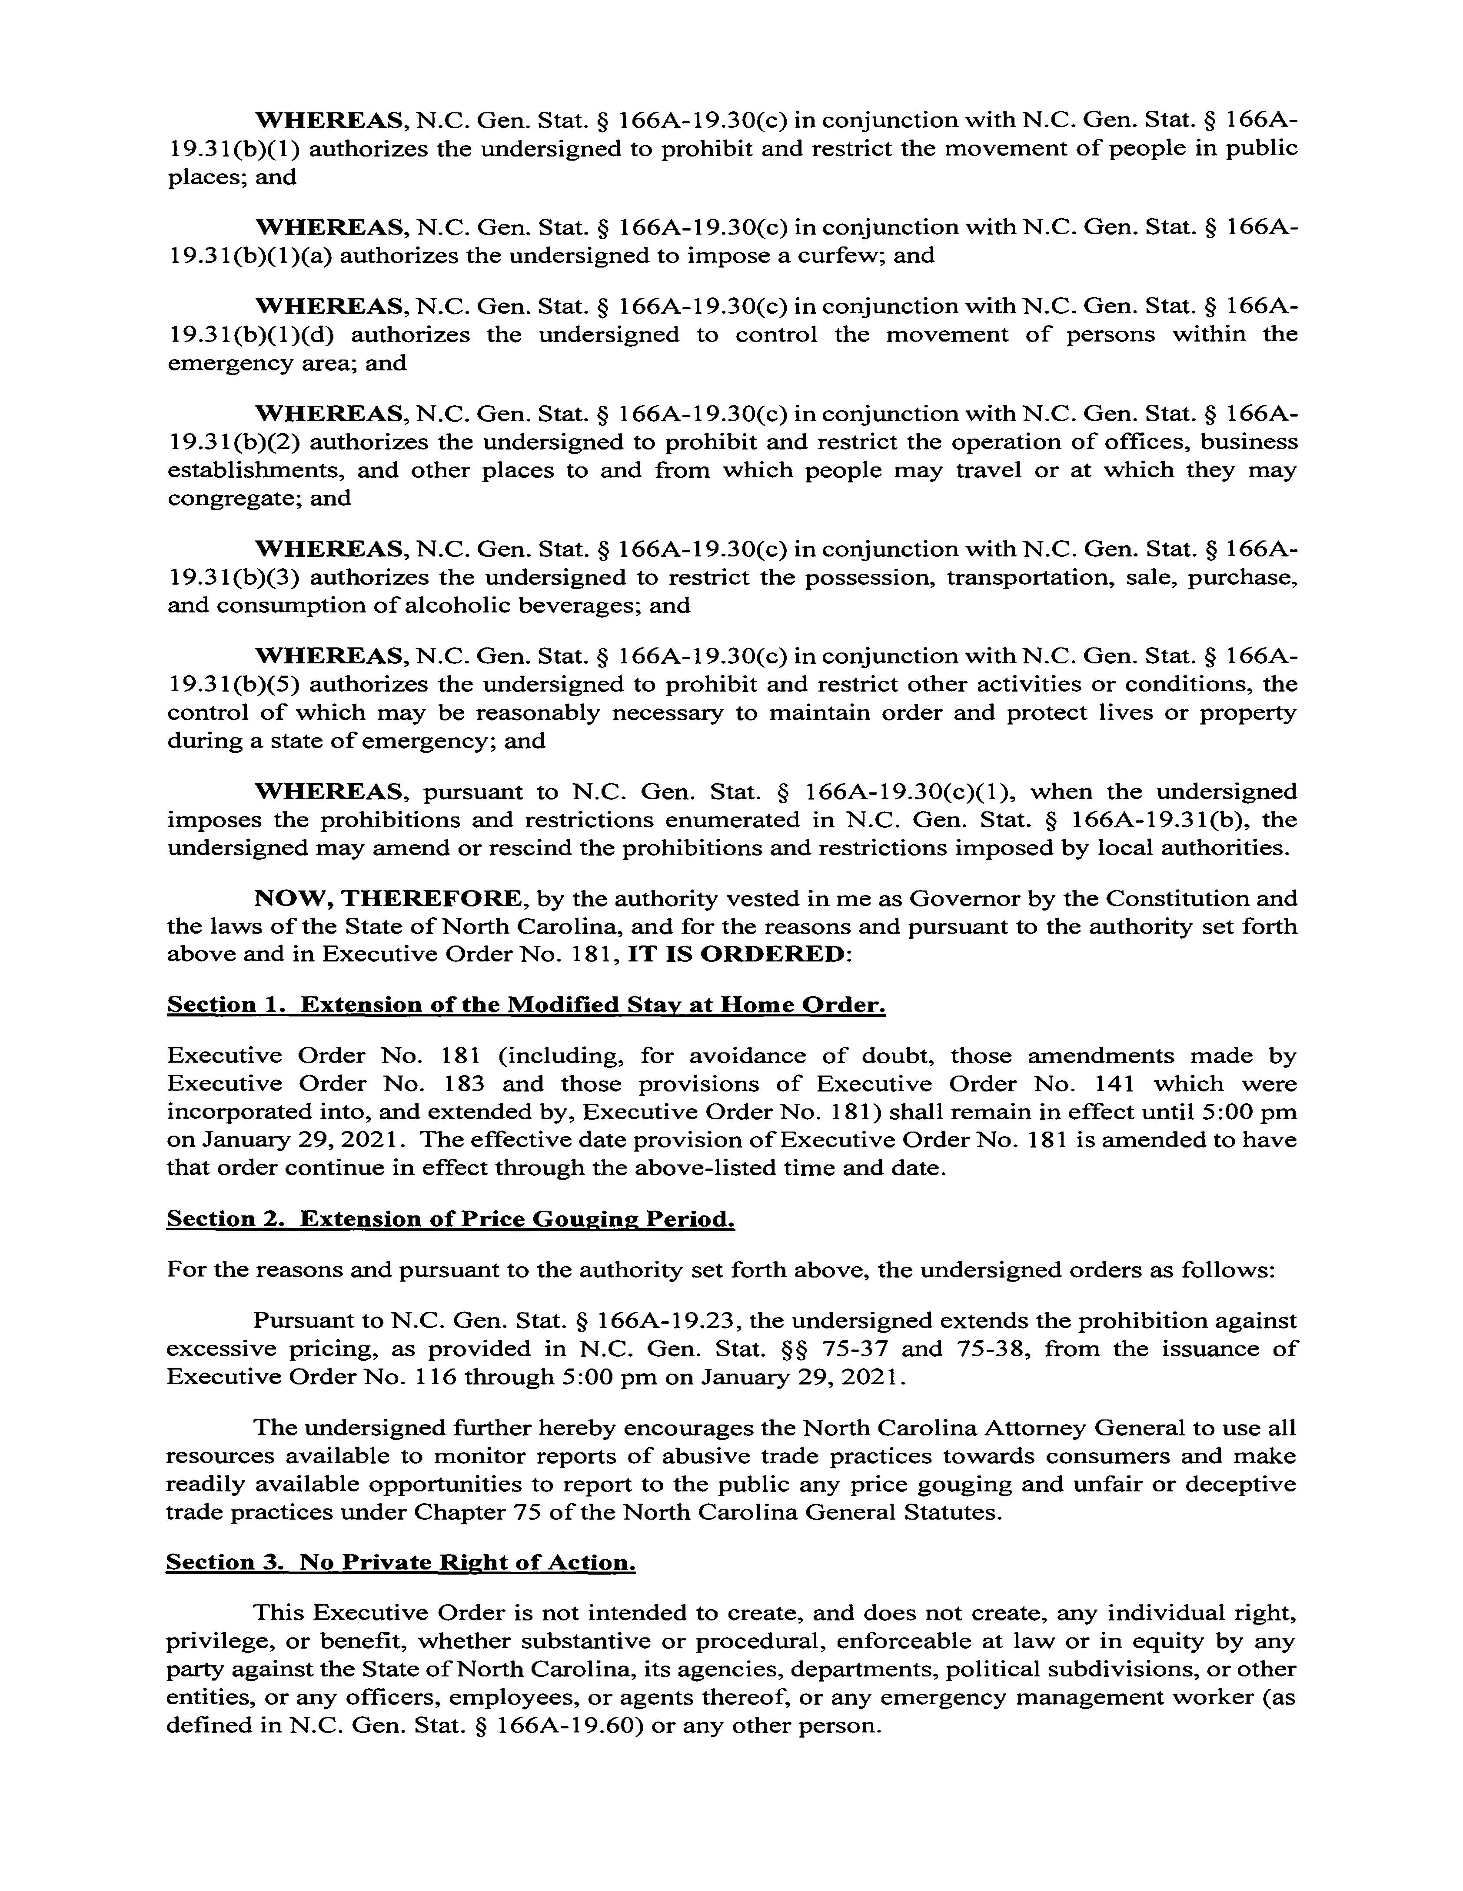 WHEREAS, N.C. Gen. Stat. § 166A-19.30(c) in conjunction with N.C. Gen. Stat. § 166A-
19.31(b)(1) authorizes the undersigned to prohibit and restrict the movement of people in public
places; and
WHEREAS, N.C. Gen. Stat. § 166A-19.30(c) in conjunction with N.C. Gen. Stat. § 166A-
19.31(b)(1)(a) authorizes the undersigned to impose a curfew; and
WHEREAS, N.C. Gen. Stat. § 166A-19.30(c) in conjunction with N.C. Gen. Stat. § 166A-
19.31(b)(1)(d) authorizes the undersigned to control the movement of persons within the
emergency area; and
WHEREAS, N.C. Gen. Stat. § 166A-19.30(c) in conjunction with N.C. Gen. Stat. § 166A-
19.31(b)(2) authorizes the undersigned to prohibit and restrict the operation of offices, business
establishments, and other places to and from which people may travel or at which they may
congregate; and
WHEREAS, N.C. Gen. Stat. § 166A-19.30(c) in conjunction with N.C. Gen. Stat. § 166A-
19.31(b)(3) authorizes the undersigned to restrict the possession, transportation, sale, purchase,
and consumption of alcoholic beverages; and
WHEREAS, N.C. Gen. Stat. § 166A-19.30(c) in conjunction with N.C. Gen. Stat. § 166A-
19.31(b)(5) authorizes the undersigned to prohibit and restrict other activities or conditions, the
control of which may be reasonably necessary to maintain order and protect lives or property
during a state of emergency; and
WHEREAS, pursuant to N.C. Gen. Stat. § 166A-19.30(c)(1), when the undersigned
imposes the prohibitions and restrictions enumerated in N.C. Gen. Stat. § 166A-19.31(b), the
undersigned may amend or rescind the prohibitions and restrictions imposed by local authorities.
NOW, THEREFORE, by the authority vested in me as Governor by the Constitution and
the laws of the State of North Carolina, and for the reasons and pursuant to the authority set forth
above and in Executive Order No. 181, IT IS ORDERED:
Section 1. Extension of the Modified Stay at Home Order.
Executive Order No. 181 (including, for avoidance of doubt, those amendments made by
Executive Order No. 183 and those provisions of Executive Order No. 141 which were
incorporated into, and extended by, Executive Order No. 181) shall remain in effect until 5:00 pm
on January 29, 2021. The effective date provision of Executive Order No. 181 is amended to have
that order continue in effect through the above-listed time and date.
Section 2. Extension of Price Gouging Period.
For the reasons and pursuant to the authority set forth above, the undersigned orders as follows:
Pursuant to N.C. Gen. Stat. § 166A-19.23, the undersigned extends the prohibition against
excessive pricing, as provided in N.C. Gen. Stat. §§ 75-37 and 75-38, from the issuance of
Executive Order No. 116 through 5:00 pm on January 29, 2021.
The undersigned further hereby encourages the North Carolina Attorney General to use all
resources available to monitor reports of abusive trade practices towards consumers and make
readily available opportunities to report to the public any price gouging and unfair or deceptive
trade practices under Chapter 75 of the North Carolina General Statutes.
Section 3. No Private Right of Action.
This Executive Order is not intended to create, and does not create, any individual right,
privilege, or benefit, whether substantive or procedural, enforceable at law or in equity by any
party against the State of North Carolina, its agencies, departments, political subdivisions, or other
entities, or any officers, employees, or agents thereof, or any emergency management worker (as
defined in N.C. Gen. Stat. § 166A-19.60) or any other person.